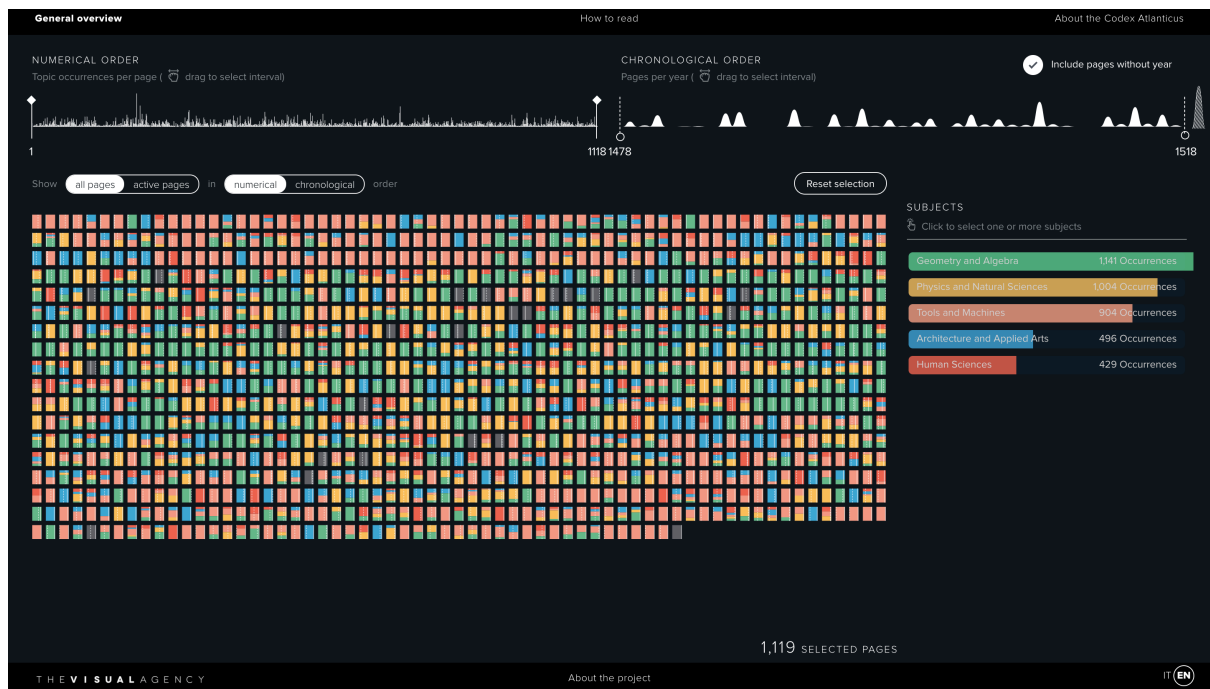 General overview
How to read
About the Codex Atlanticus
NUMERICAL ORDER
Topic occurrences per page ( drag to select interval)
CHRONOLOGICAL ORDER
Pages per year ( drag to select interval)
Include pages without year
1
1118
1478
1518
Show all pages active pages in numerical chronological order
Reset selection
SUBJECTS
Click to select one or more subjects
Geometry and Algebra 1,141 Occurrences
Physics and Natural Sciences 1,004 Occurrences
Tools and Machines 904 Occurrences
Architecture and Applied Arts 496 Occurrences
Human Sciences 429 Occurrences
1,119 SELECTED PAGES
THEVISUALAGENCY
About the project
IT EN